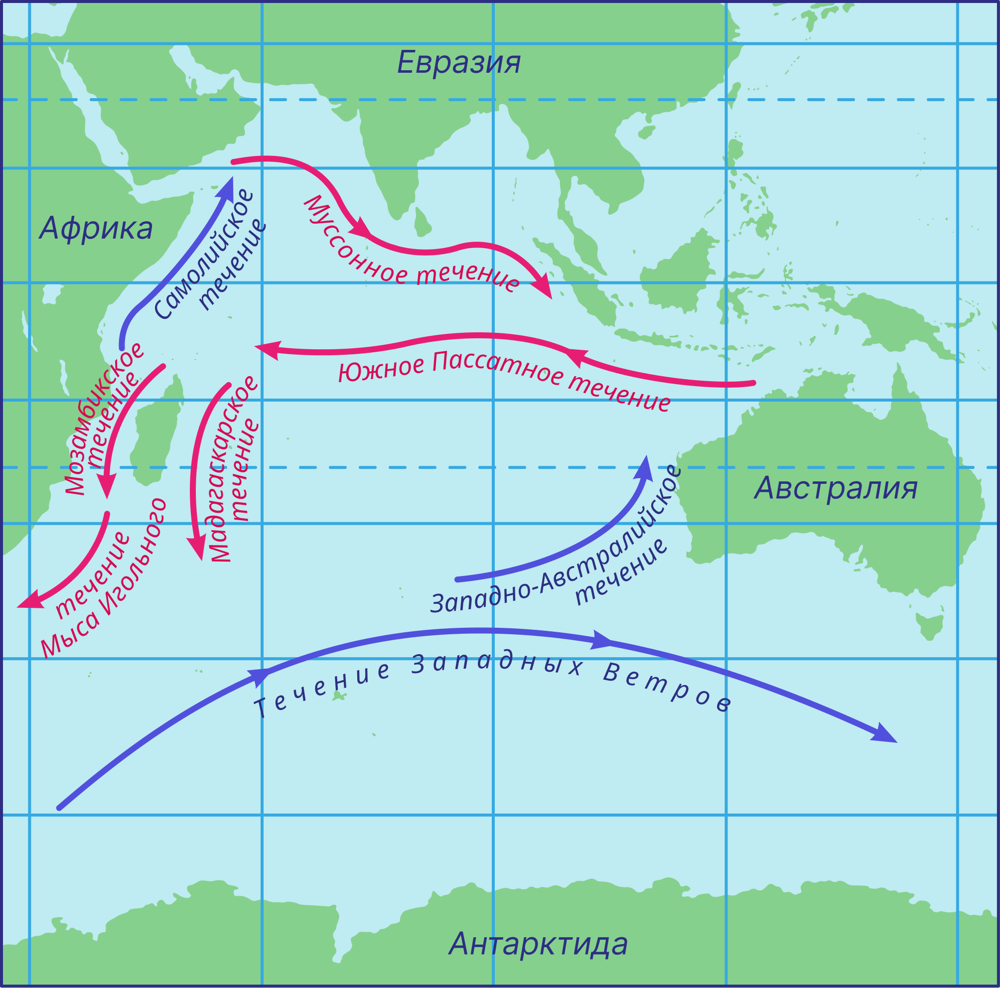 Евразия
Африка
Сомалийское
течение
Муссонное течение
Южное Пассатное течение
Мозамбикское
течение
Мадагаскарское
течение
Австралия
Западно-Австралийское
течение
течение
Мыса Игольного
Течение Западных Ветров
Антарктида